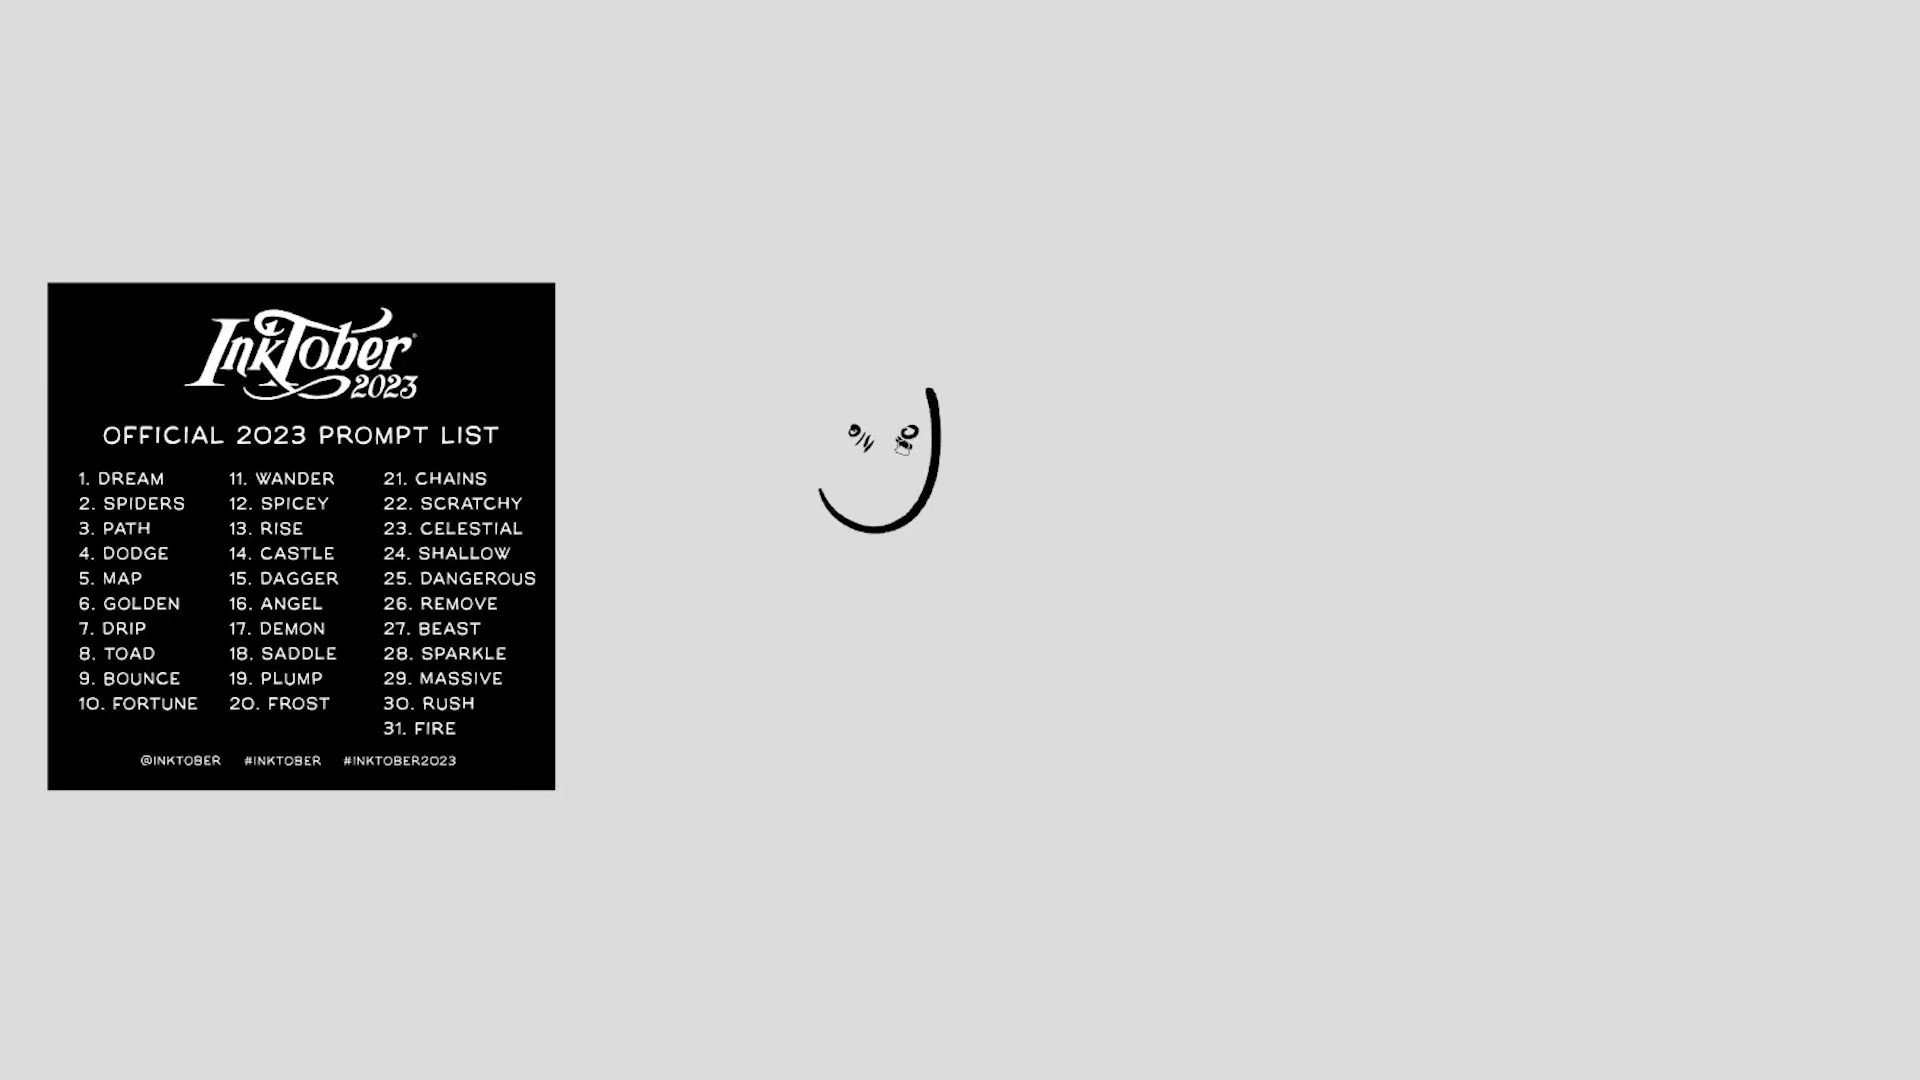 InkTober®
2023
OFFICIAL 2023 PROMPT LIST
1. DREAM
2. SPIDERS
3. PATH
4. DODGE
5. MAP
6. GOLDEN
7. DRIP
8. TOAD
9. BOUNCE
10. FORTUNE
11. WANDER
12. SPICEY
13. RISE
14. CASTLE
15. DAGGER
16. ANGEL
17. DEMON
18. SADDLE
19. PLUMP
20. FROST
21. CHAINS
22. SCRATCHY
23. CELESTIAL
24. SHALLOW
25. DANGEROUS
26. REMOVE
27. BEAST
28. SPARKLE
29. MASSIVE
30. RUSH
31. FIRE
@INKTOBER #INKTOBER #INKTOBER2023